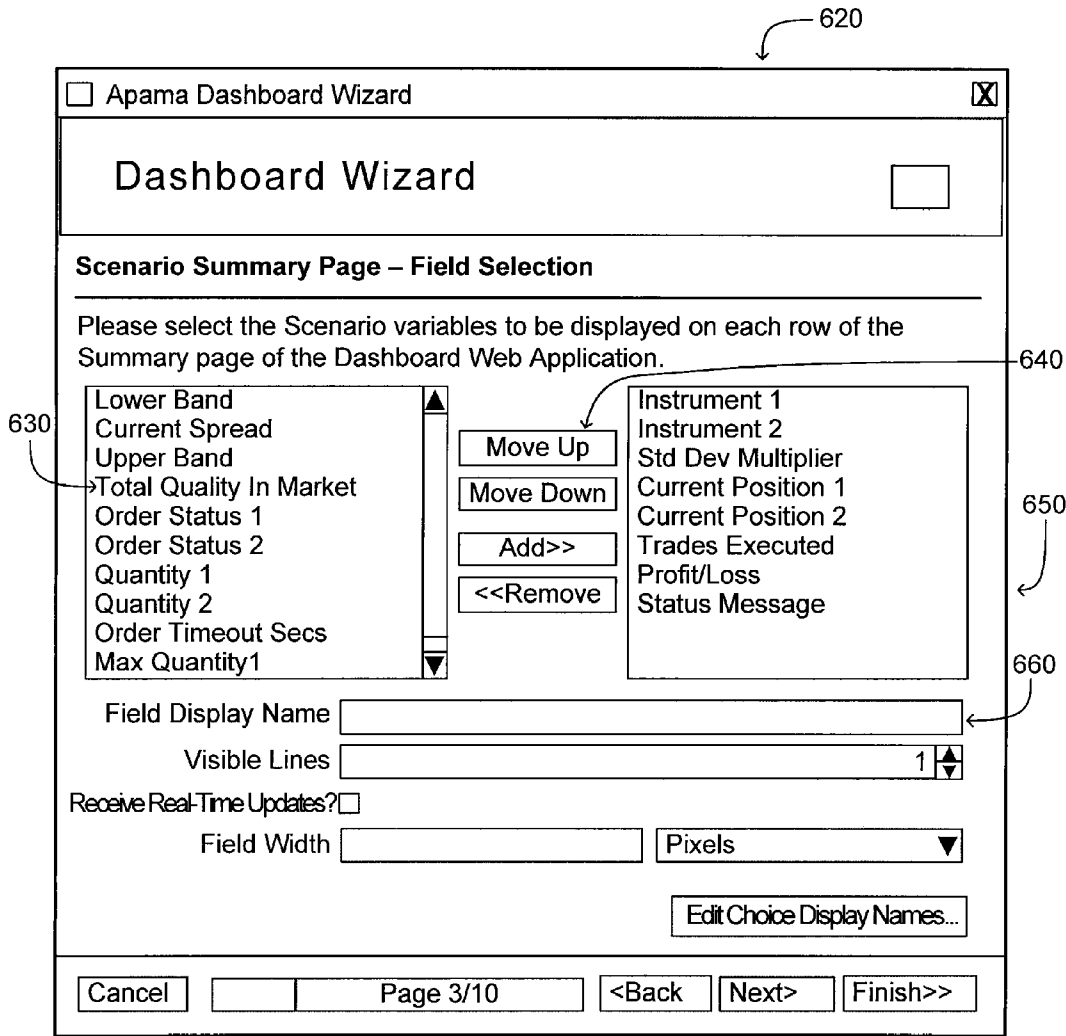 620
Apama Dashboard Wizard X
Dashboard Wizard
Scenario Summary Page – Field Selection
Please select the Scenario variables to be displayed on each row of the
Summary page of the Dashboard Web Application.
640
630
Lower Band
Current Spread
Upper Band
Total Quality In Market
Order Status 1
Order Status 2
Quantity 1
Quantity 2
Order Timeout Secs
Max Quantity1
Move Up
Move Down
Add>>
<<Remove
Instrument 1
Instrument 2
Std Dev Multiplier
Current Position 1
Current Position 2
Trades Executed
Profit/Loss
Status Message
650
660
Field Display Name
Visible Lines 1
Receive Real-Time Updates?
Field Width Pixels
Edit Choice Display Names...
Cancel Page 3/10 <Back Next> Finish>>